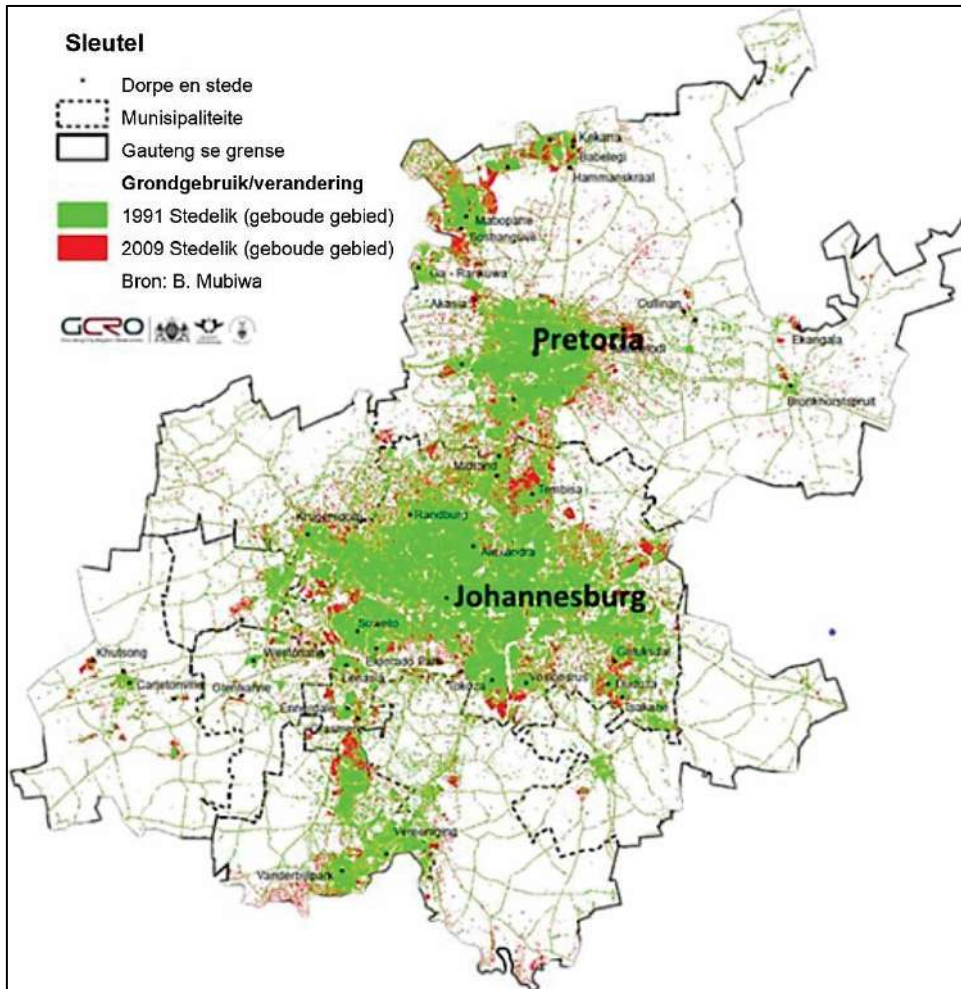 Sleutel
Dorpe en stede
Munisipaliteite
Gauteng se grense
Grondgebruik/verandering
1991 Stedelik (geboude gebied)
2009 Stedelik (geboude gebied)
Bron: B. Mubiwa
GCRO
Kekana
Babelegi
Hammanskraal
Mabopane
Soshanguve
Ga - Rankuwa
Akasia
Cullinan
Pretoria
Ekangala
Bronkhorstspruit
Midrand
Tembisa
Krugersdorp
Randburg
Alexandra
Johannesburg
Soweto
Eldorado Park
Khutsong
Westonaria
Lenasia
Carletonville
Tokoza
Vosloorus
Duduza
Tsakane
Ennerdale
Vereeniging
Vanderbijlpark